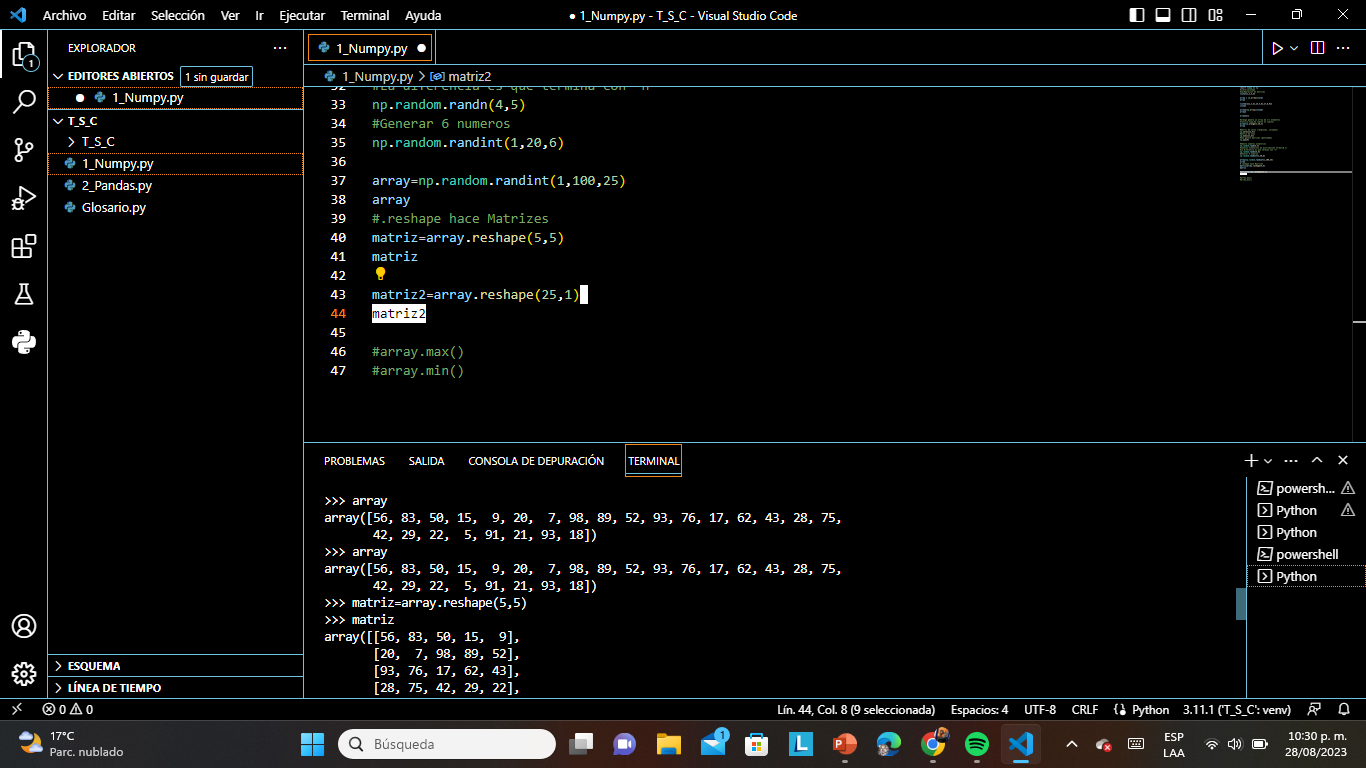 Archivo Editar Selección Ver Ir Ejecutar Terminal Ayuda
● 1_Numpy.py - T_S_C - Visual Studio Code
EXPLORADOR
EDITORES ABIERTOS 1 sin guardar
1_Numpy.py
T_S_C
T_S_C
1_Numpy.py
2_Pandas.py
Glosario.py
ESQUEMA
LÍNEA DE TIEMPO
1
1_Numpy.py
1_Numpy.py > matriz2
32 #La diferencia es que termina con
33 np.random.randn(4,5)
34 #Generar 6 numeros
35 np.random.randint(1,20,6)
36
37 array=np.random.randint(1,100,25)
38 array
39 #.reshape hace Matrizes
40 matriz=array.reshape(5,5)
41 matriz
42
43 matriz2=array.reshape(25,1)
44 matriz2
45
46 #array.max()
47 #array.min()
PROBLEMAS SALIDA CONSOLA DE DEPURACIÓN TERMINAL
>>> array
array([56, 83, 50, 15,  9, 20,  7, 98, 89, 52, 93, 76, 17, 62, 43, 28, 75,
42, 29, 22,  5, 91, 21, 93, 18])
>>> array
array([56, 83, 50, 15,  9, 20,  7, 98, 89, 52, 93, 76, 17, 62, 43, 28, 75,
42, 29, 22,  5, 91, 21, 93, 18])
>>> matriz=array.reshape(5,5)
>>> matriz
array([[56, 83, 50, 15,  9],
[20,  7, 98, 89, 52],
[93, 76, 17, 62, 43],
[28, 75, 42, 29, 22],
powersh...
Python
Python
powershell
Python
0 0
Lín. 44, Col. 8 (9 seleccionada) Espacios: 4 UTF-8 CRLF Python 3.11.1 ('T_S_C': venv)
17°C
Parc. nublado
Búsqueda
1
L
P
ESP
LAA
10:30 p. m.
28/08/2023